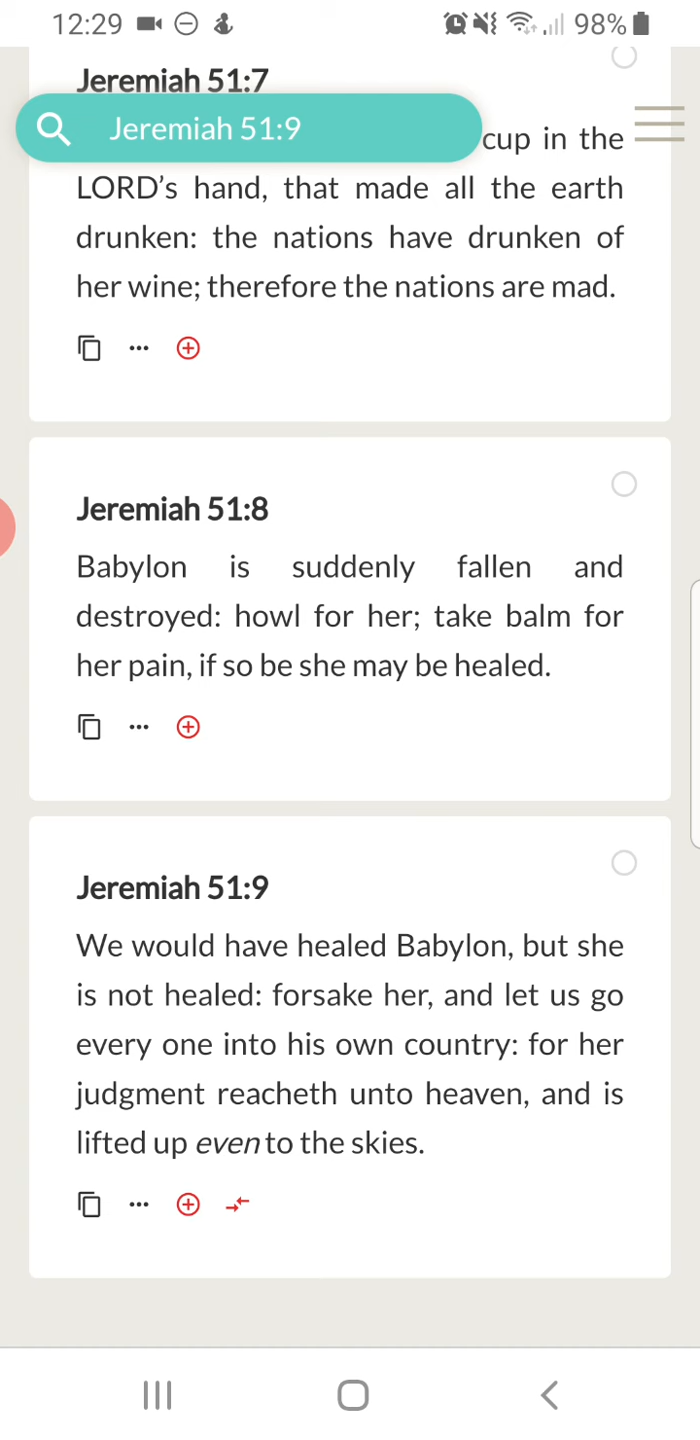 12:29
98%
Jeremiah 51:7
Jeremiah 51:9
cup in the
LORD’s hand, that made all the earth
drunken: the nations have drunken of
her wine; therefore the nations are mad.
Jeremiah 51:8
Babylon is suddenly fallen and
destroyed: howl for her; take balm for
her pain, if so be she may be healed.
Jeremiah 51:9
We would have healed Babylon, but she
is not healed: forsake her, and let us go
every one into his own country: for her
judgment reacheth unto heaven, and is
lifted up even to the skies.